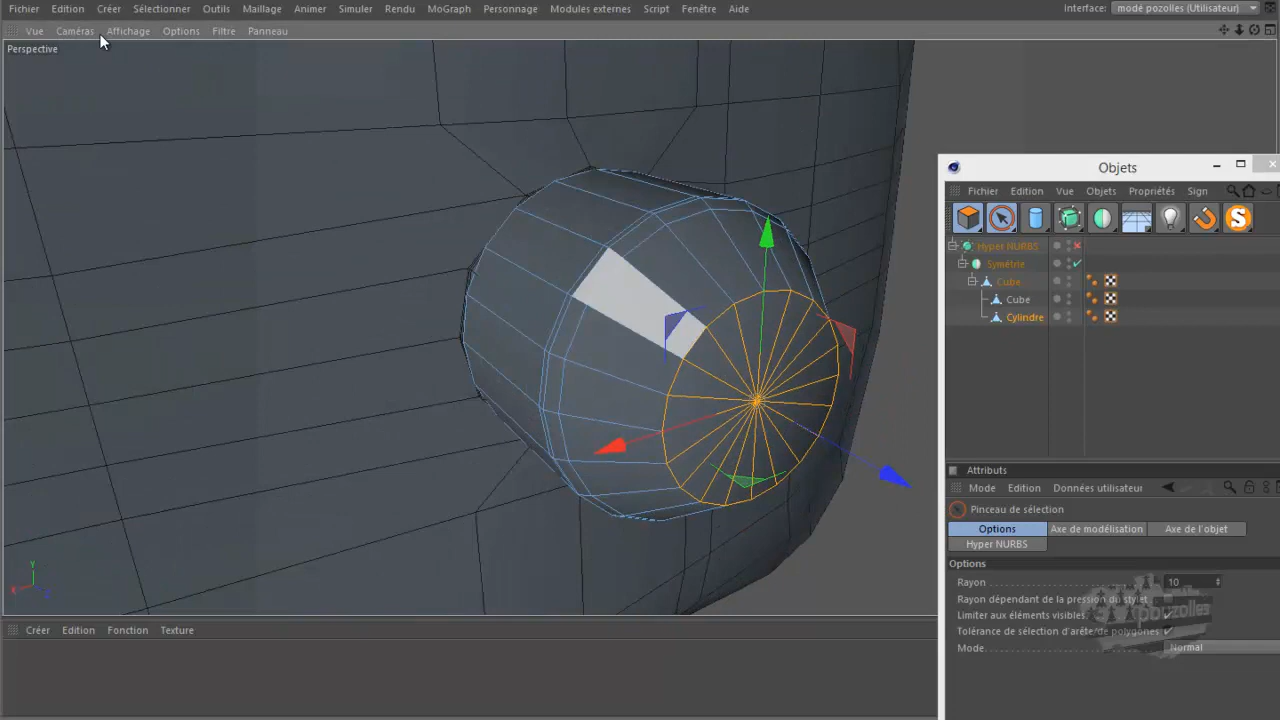 Fichier Edition Créer Sélectionner Outils Maillage Animer Simuler Rendu MoGraph Personnage Modules externes Script Fenêtre Aide Interface: modé pozolles (Utilisateur)
Vue Caméras Affichage Options Filtre Panneau
Perspective
Objets
Fichier Edition Vue Objets Propriétés Sign
Hyper NURBS
Symétrie
Cube
Cube
Cylindre
Attributs
Mode Edition Données utilisateur
Pinceau de sélection
Options Axe de modélisation Axe de l'objet
Hyper NURBS
Options
Rayon 10
Rayon dépendant de la pression du stylet
Limiter aux éléments visibles
Tolérance de sélection d'arête/de polygones
Mode Normal
Y
X
Z
Créer Edition Fonction Texture
pouzolles